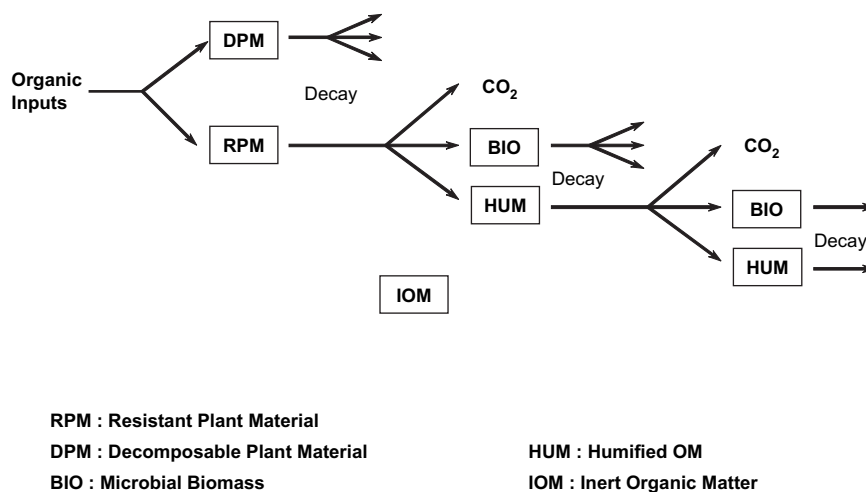 DPM
Organic
Inputs
Decay
CO2
RPM
BIO
CO2
Decay
HUM
BIO
Decay
HUM
IOM
RPM : Resistant Plant Material
DPM : Decomposable Plant Material
HUM : Humified OM
BIO : Microbial Biomass
IOM : Inert Organic Matter